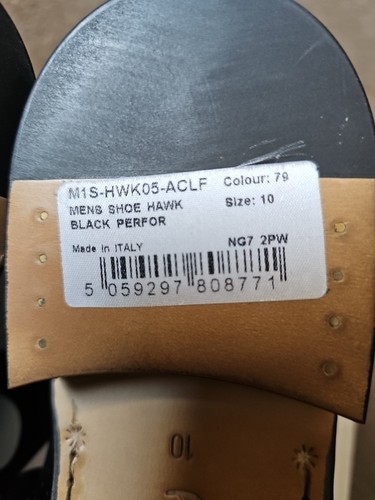 M1S-HWK05-ACLF Colour: 79
MENS SHOE HAWK Size: 10
BLACK PERFOR
Made in ITALY NG7 2PW
5 059297 808771
10